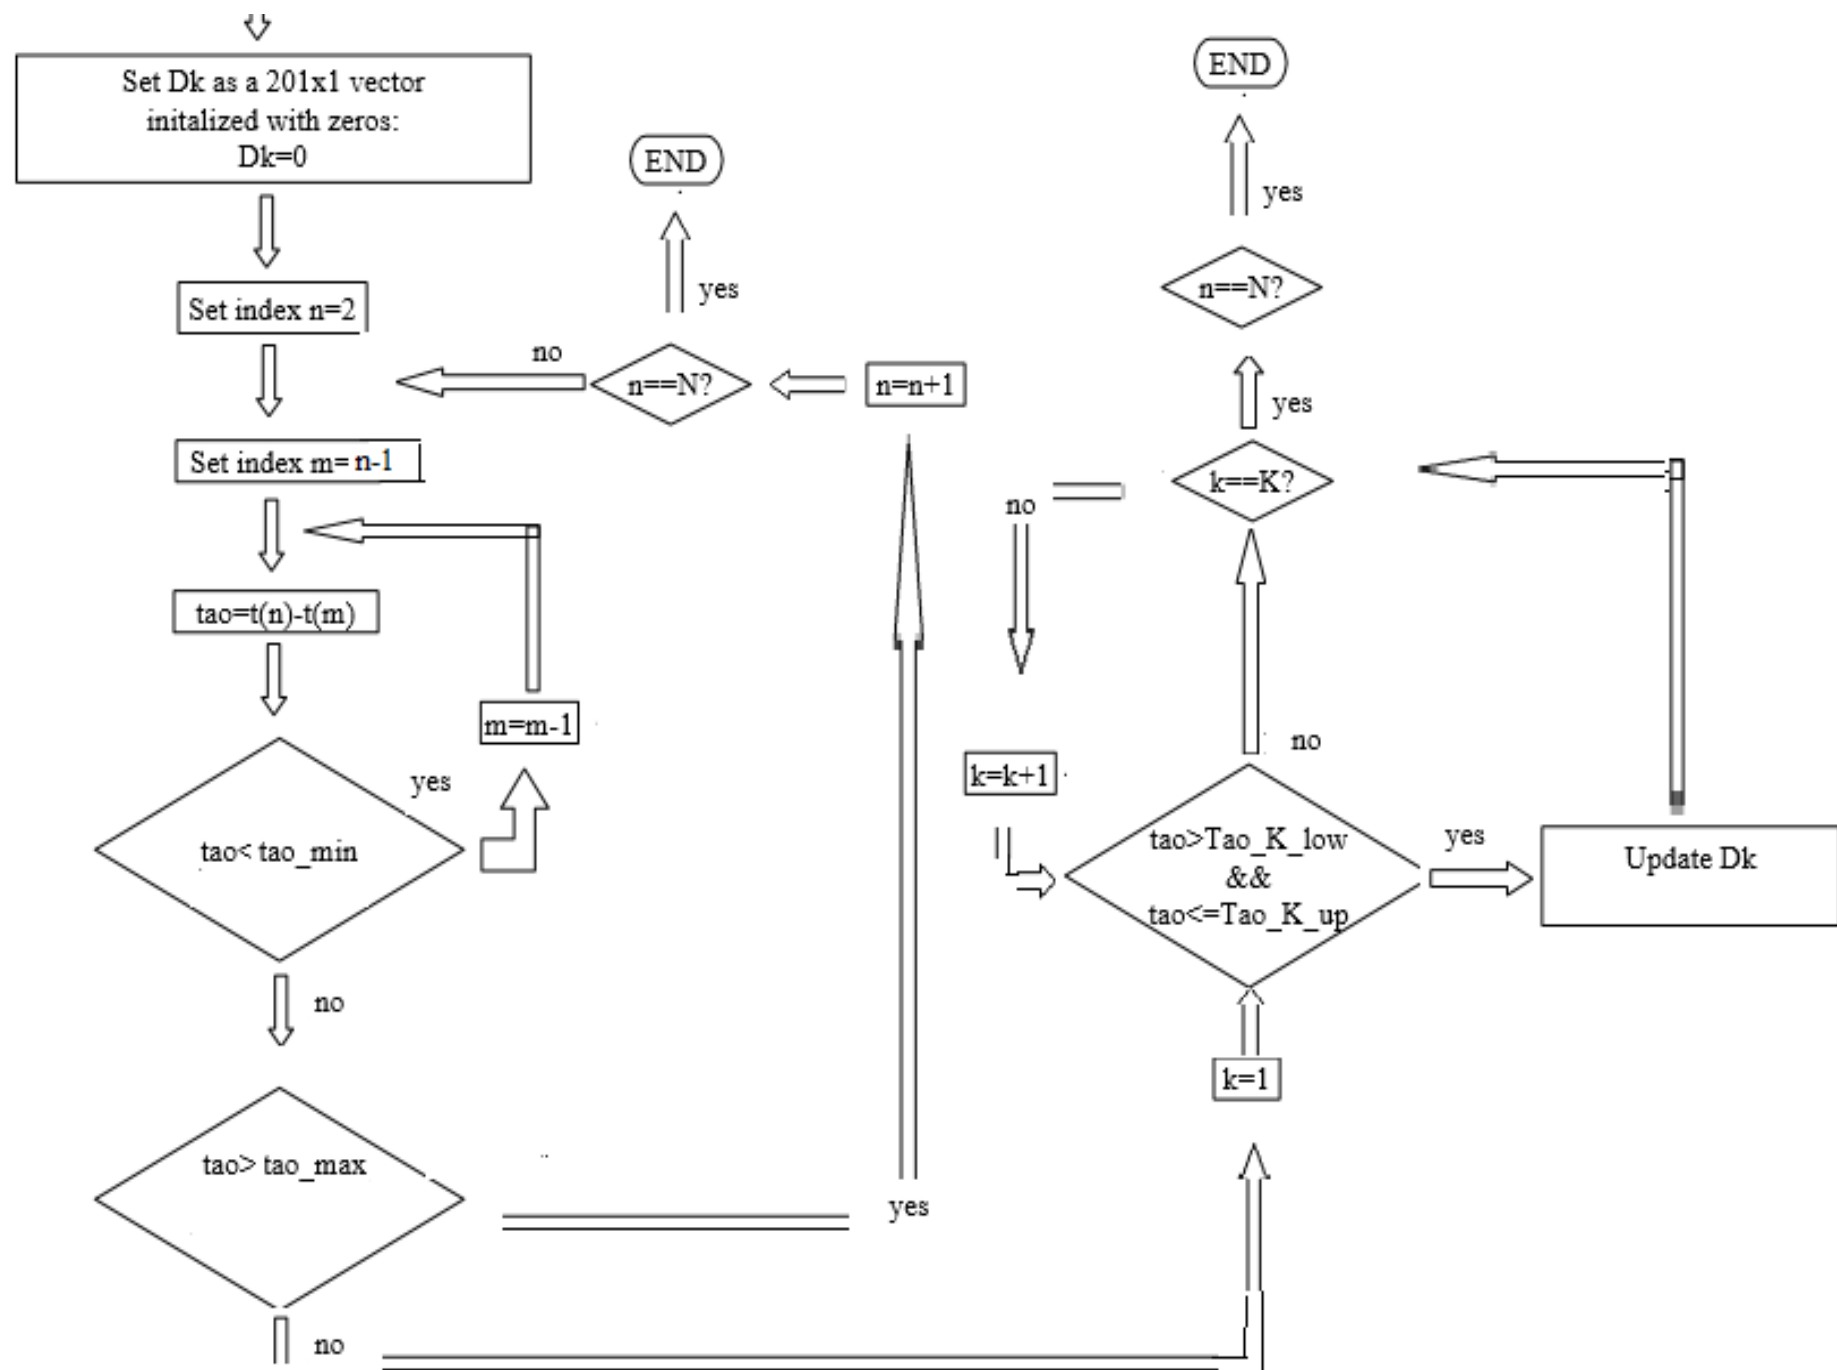 Set Dk as a 201x1 vector
initalized with zeros:
Dk=0
Set index n=2
Set index m= n-1
tao=t(n)-t(m)
tao< tao_min
yes
m=m-1
no
tao> tao_max
yes
no
n=n+1
n==N?
no
yes
END
k=1
tao>Tao_K_low
&&
tao<=Tao_K_up
yes
Update Dk
no
k==K?
no
k=k+1
yes
n==N?
yes
END